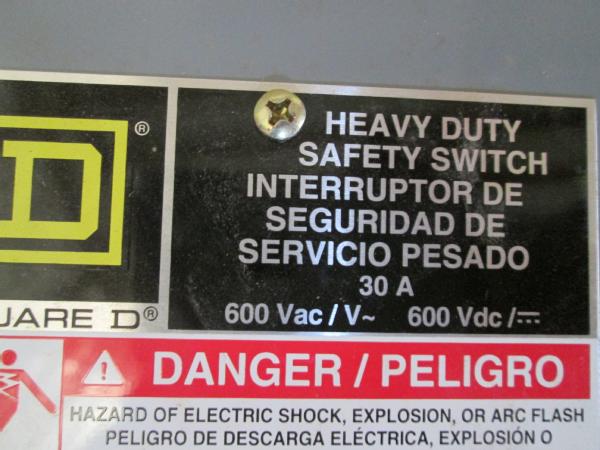 D®
UARE D®
HEAVY DUTY
SAFETY SWITCH
INTERRUPTOR DE
SEGURIDAD DE
SERVICIO PESADO
30 A
600 Vac / V~ 600 Vdc / ⎓
DANGER / PELIGRO
HAZARD OF ELECTRIC SHOCK, EXPLOSION, OR ARC FLASH
PELIGRO DE DESCARGA ELÉCTRICA, EXPLOSIÓN O